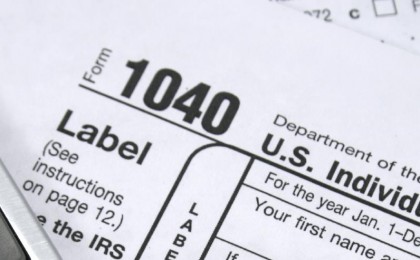 ?72 c
Form 1040
Department of the
U.S. Individ
Label
(See
instructions
on page 12.)
e the IRS
L
A
B
E
For the year Jan. 1–De
Your first name a
If